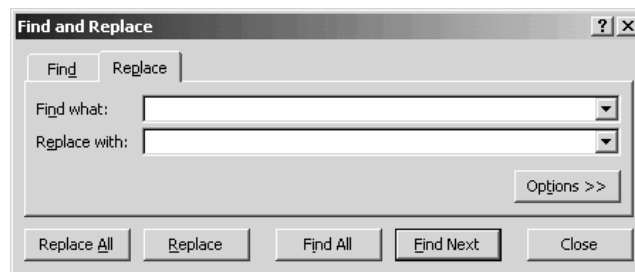 Find and Replace
Find Replace
Find what:
Replace with:
Options >>
Replace All Replace Find All Find Next Close